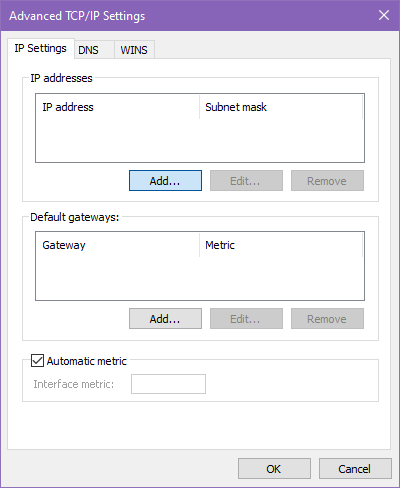 Advanced TCP/IP Settings
IP Settings DNS WINS
IP addresses
IP address Subnet mask
Add... Edit... Remove
Default gateways:
Gateway Metric
Add... Edit... Remove
Automatic metric
Interface metric:
OK Cancel